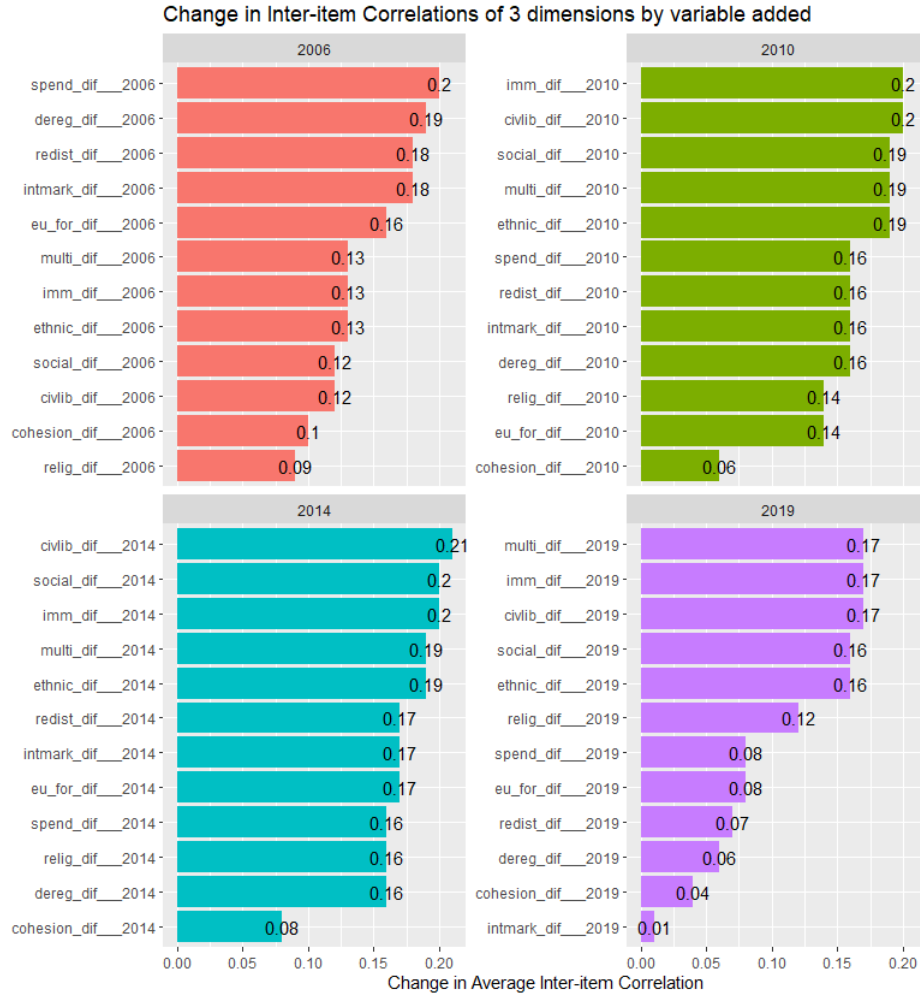 Change in Inter-item Correlations of 3 dimensions by variable added
2006
spend_dif___2006 0.2
dereg_dif___2006 0.19
redist_dif___2006 0.18
intmark_dif___2006 0.18
eu_for_dif___2006 0.16
multi_dif___2006 0.13
imm_dif___2006 0.13
ethnic_dif___2006 0.13
social_dif___2006 0.12
civlib_dif___2006 0.12
cohesion_dif___2006 0.1
relig_dif___2006 0.09
2010
imm_dif___2010 0.2
civlib_dif___2010 0.2
social_dif___2010 0.19
multi_dif___2010 0.19
ethnic_dif___2010 0.19
spend_dif___2010 0.16
redist_dif___2010 0.16
intmark_dif___2010 0.16
dereg_dif___2010 0.16
relig_dif___2010 0.14
eu_for_dif___2010 0.14
cohesion_dif___2010 0.06
2014
civlib_dif___2014 0.21
social_dif___2014 0.2
imm_dif___2014 0.2
multi_dif___2014 0.19
ethnic_dif___2014 0.19
redist_dif___2014 0.17
intmark_dif___2014 0.17
eu_for_dif___2014 0.17
spend_dif___2014 0.16
relig_dif___2014 0.16
dereg_dif___2014 0.16
cohesion_dif___2014 0.08
0.00 0.05 0.10 0.15 0.20
2019
multi_dif___2019 0.17
imm_dif___2019 0.17
civlib_dif___2019 0.17
social_dif___2019 0.16
ethnic_dif___2019 0.16
relig_dif___2019 0.12
spend_dif___2019 0.08
eu_for_dif___2019 0.08
redist_dif___2019 0.07
dereg_dif___2019 0.06
cohesion_dif___2019 0.04
intmark_dif___2019 0.01
0.00 0.05 0.10 0.15 0.20
Change in Average Inter-item Correlation